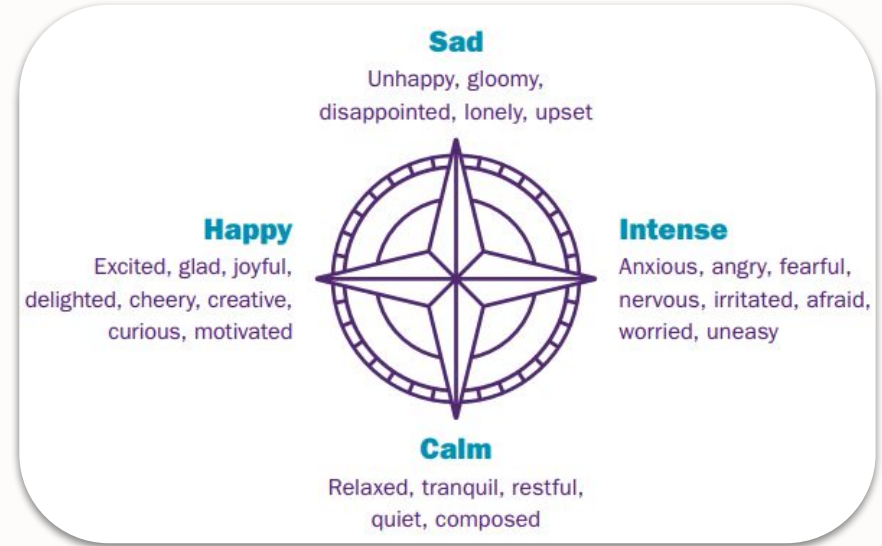 Sad
Unhappy, gloomy,
disappointed, lonely, upset
Happy
Excited, glad, joyful,
delighted, cheery, creative,
curious, motivated
Intense
Anxious, angry, fearful,
nervous, irritated, afraid,
worried, uneasy
Calm
Relaxed, tranquil, restful,
quiet, composed